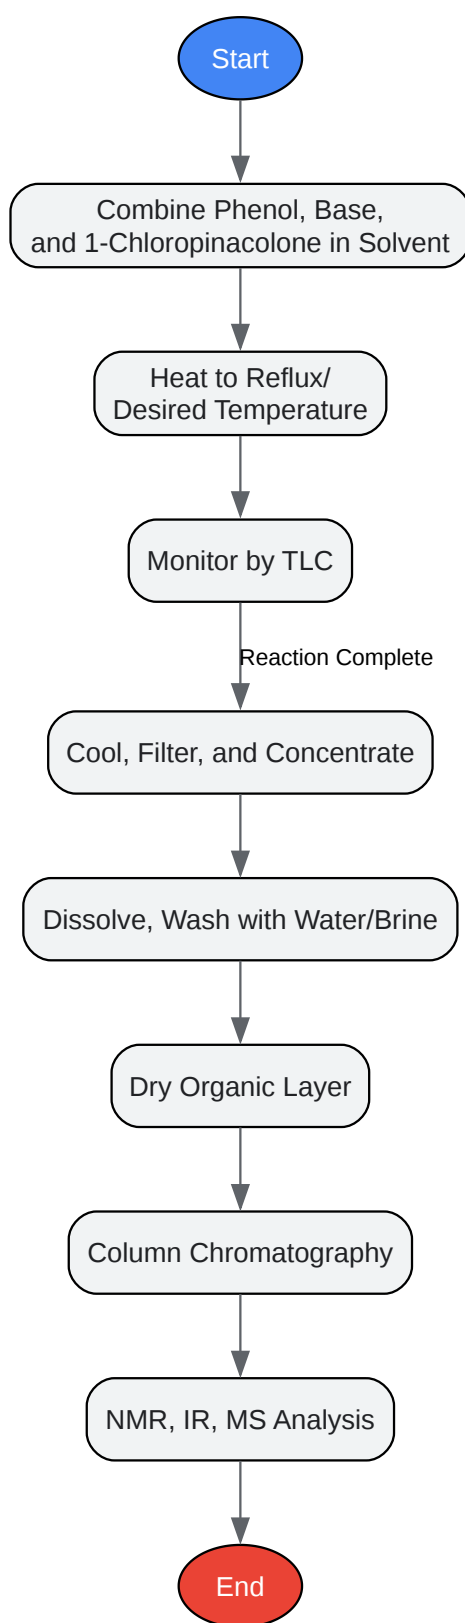 Start
Combine Phenol, Base,
and 1-Chloropinacolone in Solvent
Heat to Reflux/
Desired Temperature
Monitor by TLC
Reaction Complete
Cool, Filter, and Concentrate
Dissolve, Wash with Water/Brine
Dry Organic Layer
Column Chromatography
NMR, IR, MS Analysis
End